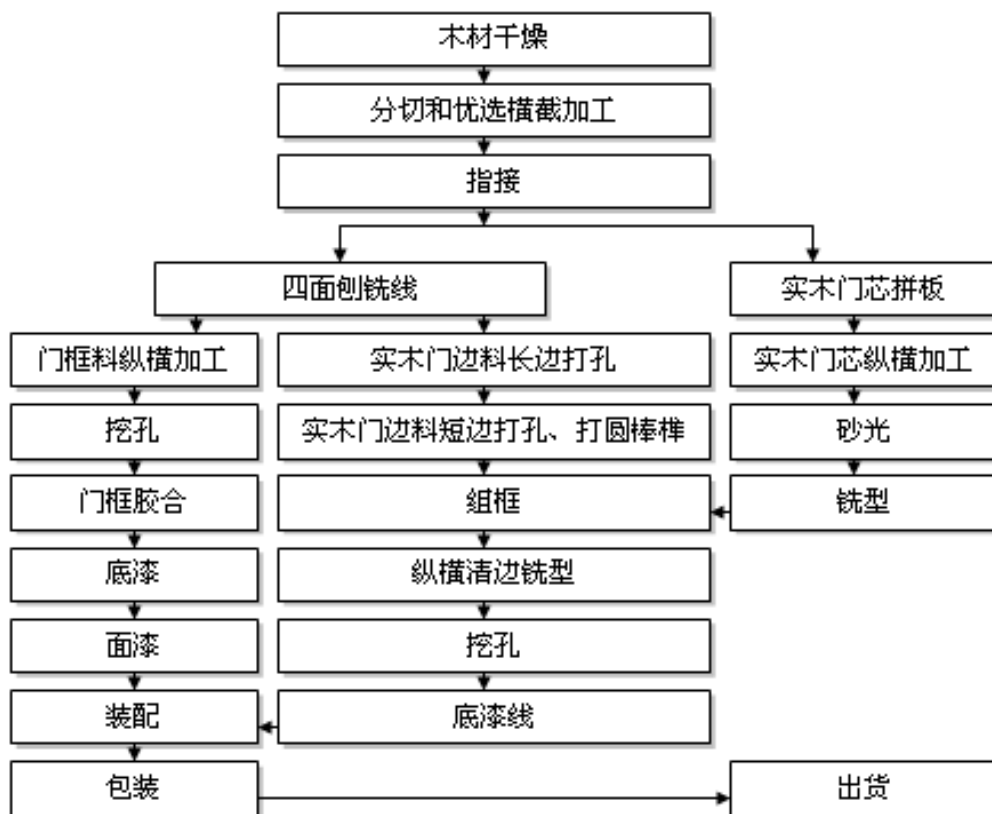 木材干燥
分切和优选横截加工
指接
四面刨铣线
实木门芯拼板
门框料纵横加工
实木门边料长边打孔
实木门芯纵横加工
挖孔
实木门边料短边打孔、打圆棒榫
砂光
门框胶合
组框
铣型
底漆
纵横清边铣型
面漆
挖孔
装配
底漆线
包装
出货